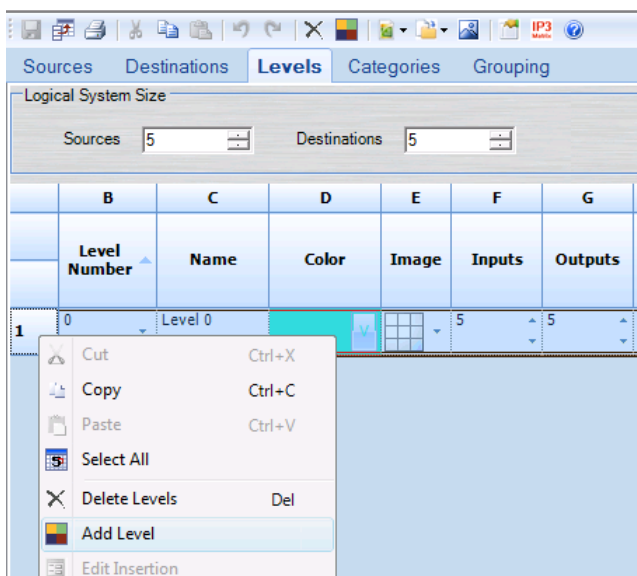 IP3
Matrix
Sources Destinations Levels Categories Grouping
Logical System Size
Sources 5 Destinations 5
B C D E F G
Level Number Name Color Image Inputs Outputs
1 0 Level 0 5 5
Cut Ctrl+X
Copy Ctrl+C
Paste Ctrl+V
Select All
Delete Levels Del
Add Level
Edit Insertion